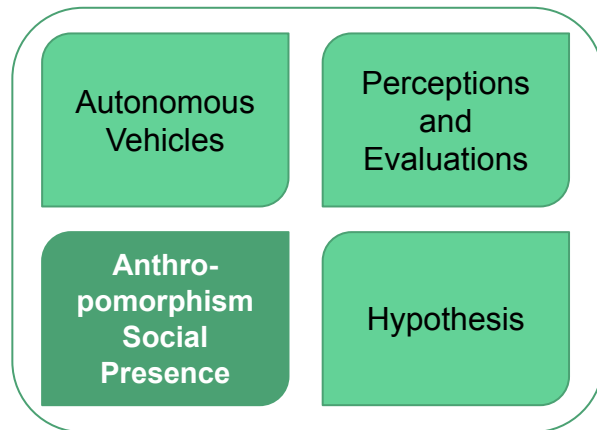 Autonomous
Vehicles
Perceptions
and
Evaluations
Anthro-
pomorphism
Social
Presence
Hypothesis